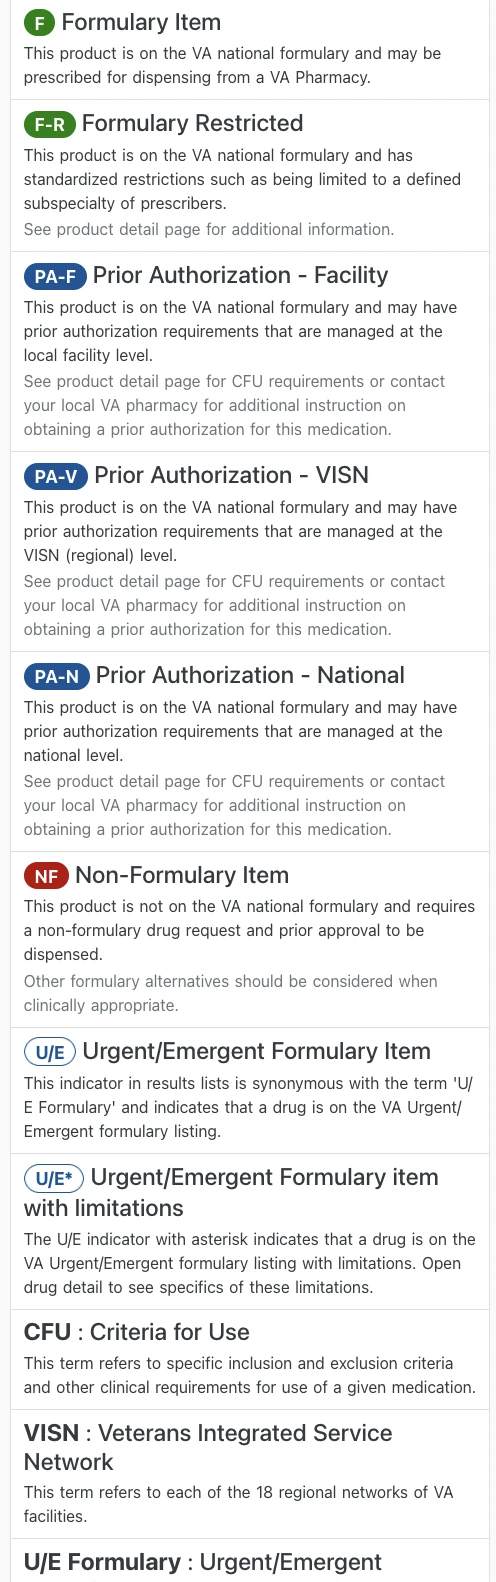 F Formulary Item
This product is on the VA national formulary and may be
prescribed for dispensing from a VA Pharmacy.
F-R Formulary Restricted
This product is on the VA national formulary and has
standardized restrictions such as being limited to a defined
subspecialty of prescribers.
See product detail page for additional information.
PA-F Prior Authorization - Facility
This product is on the VA national formulary and may have
prior authorization requirements that are managed at the
local facility level.
See product detail page for CFU requirements or contact
your local VA pharmacy for additional instruction on
obtaining a prior authorization for this medication.
PA-V Prior Authorization - VISN
This product is on the VA national formulary and may have
prior authorization requirements that are managed at the
VISN (regional) level.
See product detail page for CFU requirements or contact
your local VA pharmacy for additional instruction on
obtaining a prior authorization for this medication.
PA-N Prior Authorization - National
This product is on the VA national formulary and may have
prior authorization requirements that are managed at the
national level.
See product detail page for CFU requirements or contact
your local VA pharmacy for additional instruction on
obtaining a prior authorization for this medication.
NF Non-Formulary Item
This product is not on the VA national formulary and requires
a non-formulary drug request and prior approval to be
dispensed.
Other formulary alternatives should be considered when
clinically appropriate.
U/E Urgent/Emergent Formulary Item
This indicator in results lists is synonymous with the term 'U/
E Formulary' and indicates that a drug is on the VA Urgent/
Emergent formulary listing.
U/E* Urgent/Emergent Formulary item
with limitations
The U/E indicator with asterisk indicates that a drug is on the
VA Urgent/Emergent formulary listing with limitations. Open
drug detail to see specifics of these limitations.
CFU : Criteria for Use
This term refers to specific inclusion and exclusion criteria
and other clinical requirements for use of a given medication.
VISN : Veterans Integrated Service
Network
This term refers to each of the 18 regional networks of VA
facilities.
U/E Formulary : Urgent/Emergent